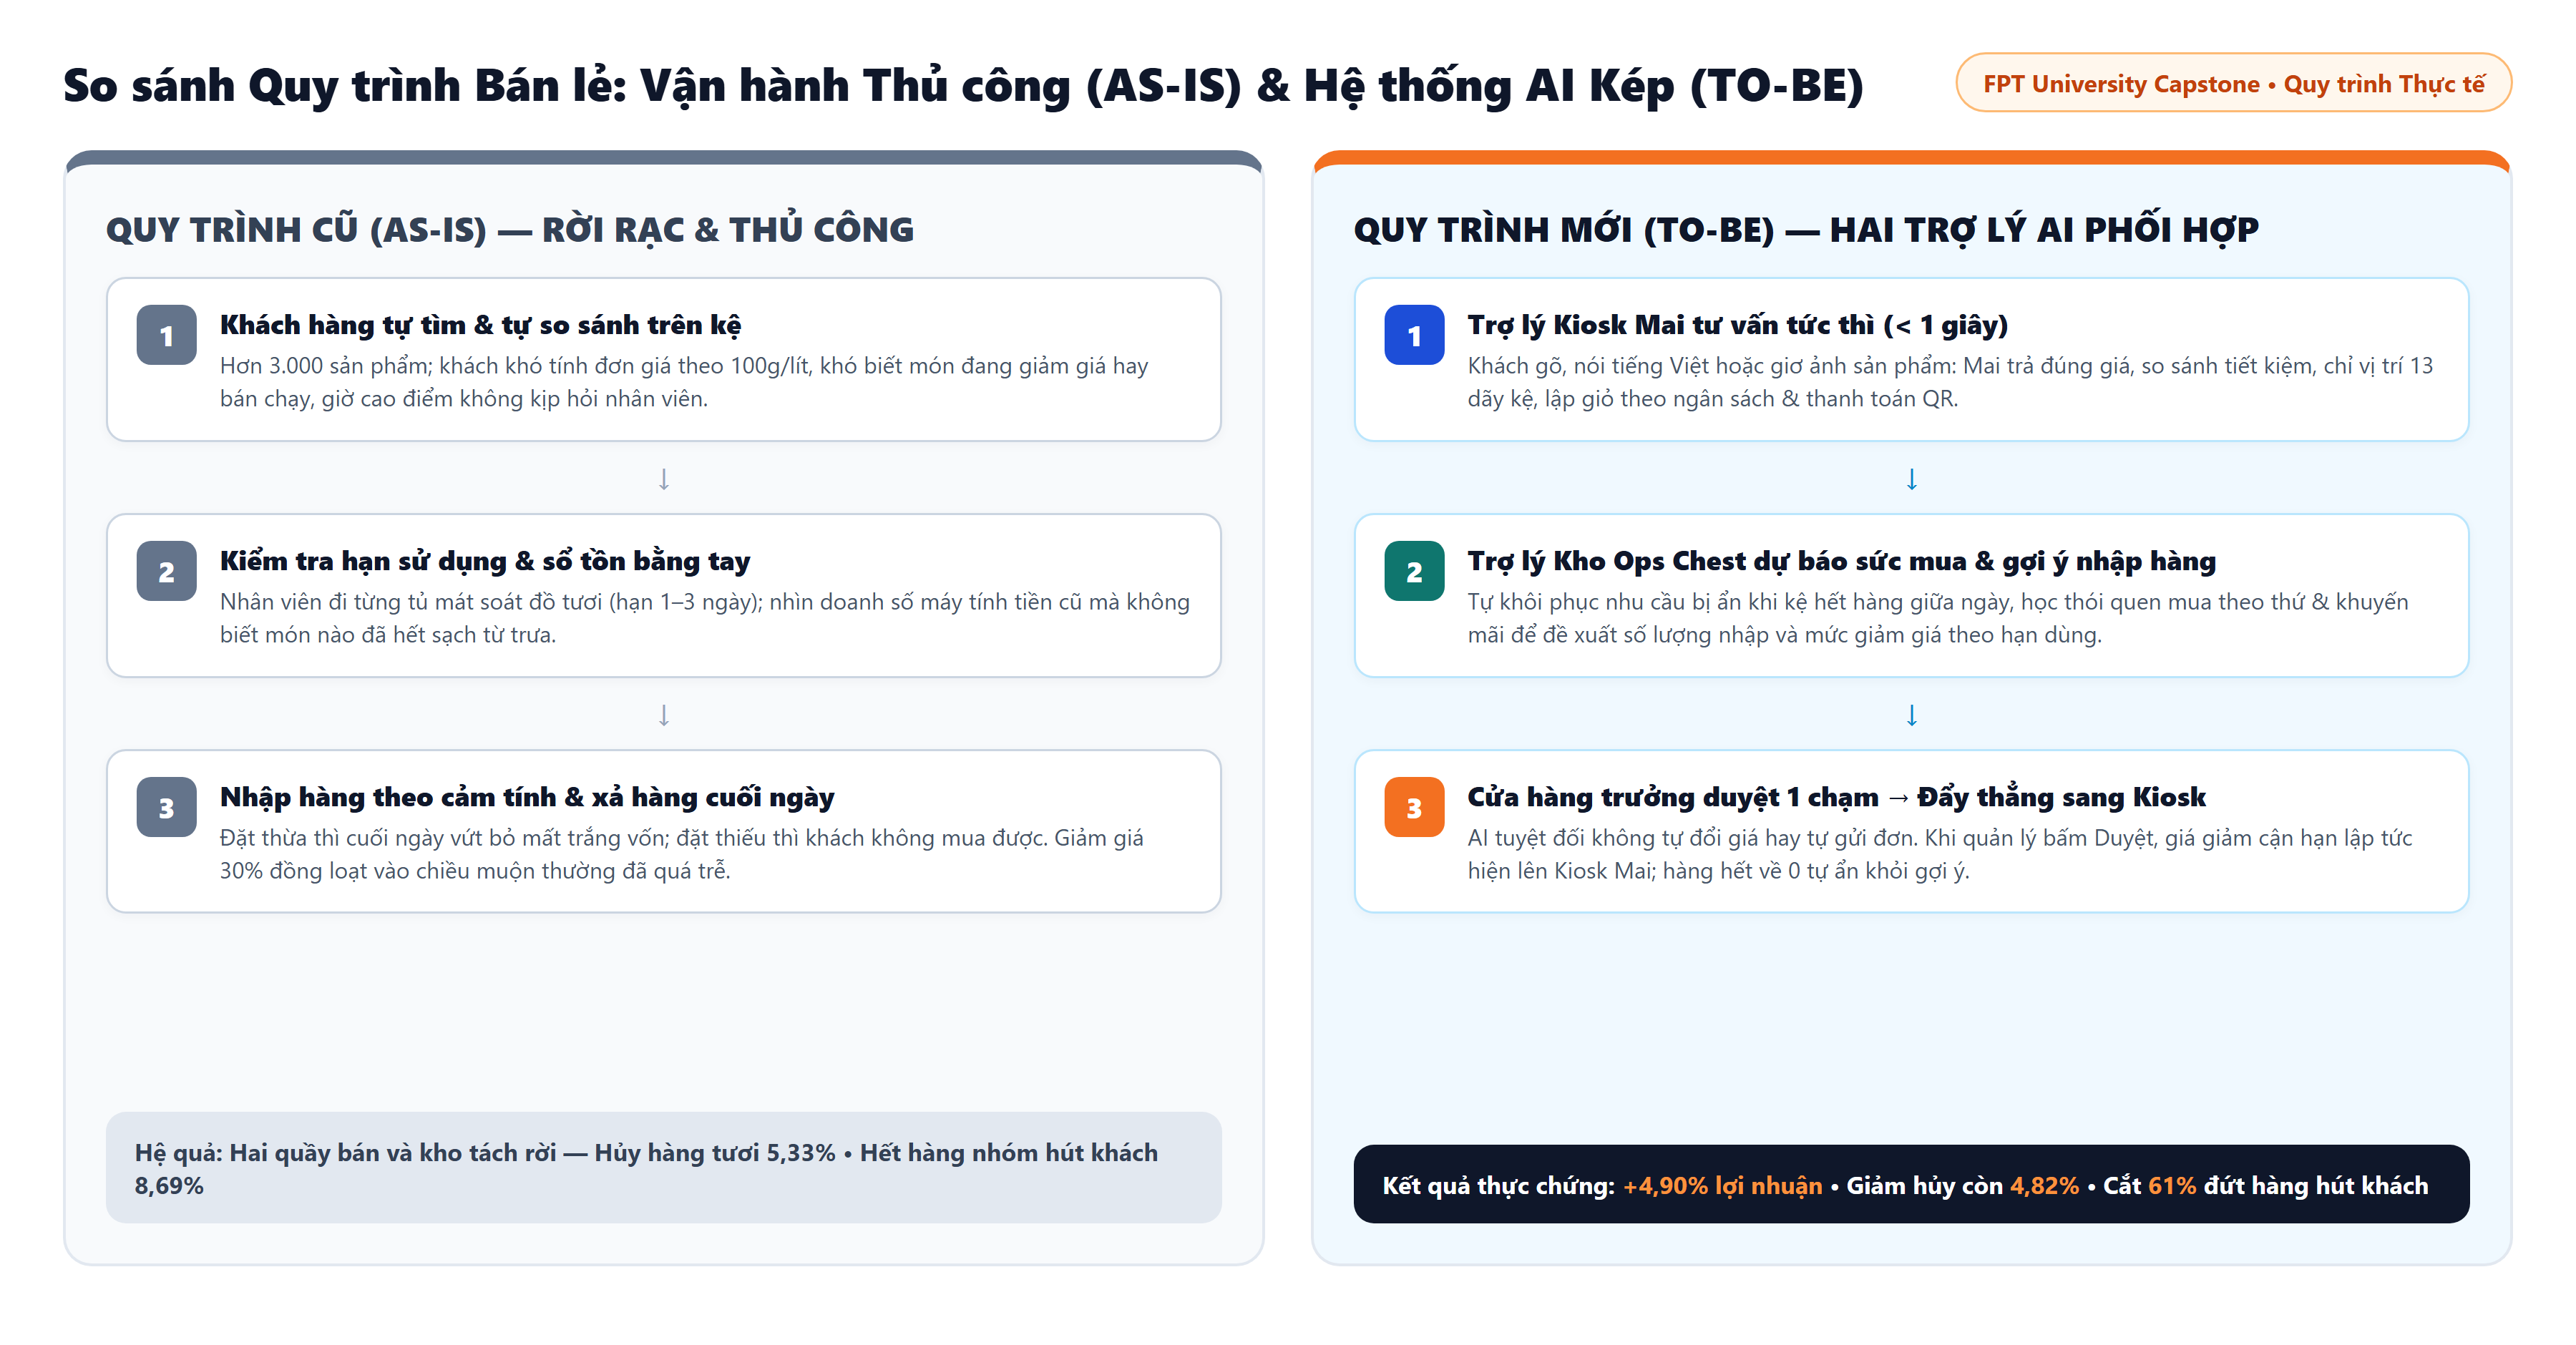 So sánh Quy trình Bán lẻ: Vận hành Thủ công (AS-IS) & Hệ thống AI Kép (TO-BE)
FPT University Capstone • Quy trình Thực tế
QUY TRÌNH CŨ (AS-IS) — RỜI RẠC & THỦ CÔNG
1
Khách hàng tự tìm & tự so sánh trên kệ
Hơn 3.000 sản phẩm; khách khó tính đơn giá theo 100g/lít, khó biết món đang giảm giá hay
bán chạy, giờ cao điểm không kịp hỏi nhân viên.
↓
2
Kiểm tra hạn sử dụng & sổ tồn bằng tay
Nhân viên đi từng tủ mát soát đồ tươi (hạn 1–3 ngày); nhìn doanh số máy tính tiền cũ mà không
biết món nào đã hết sạch từ trưa.
↓
3
Nhập hàng theo cảm tính & xả hàng cuối ngày
Đặt thừa thì cuối ngày vứt bỏ mất trắng vốn; đặt thiếu thì khách không mua được. Giảm giá
30% đồng loạt vào chiều muộn thường đã quá trễ.
Hệ quả: Hai quầy bán và kho tách rời — Hủy hàng tươi 5,33% • Hết hàng nhóm hút khách
8,69%
QUY TRÌNH MỚI (TO-BE) — HAI TRỢ LÝ AI PHỐI HỢP
1
Trợ lý Kiosk Mai tư vấn tức thì (< 1 giây)
Khách gõ, nói tiếng Việt hoặc giơ ảnh sản phẩm: Mai trả đúng giá, so sánh tiết kiệm, chỉ vị trí 13
dãy kệ, lập giỏ theo ngân sách & thanh toán QR.
↓
2
Trợ lý Kho Ops Chest dự báo sức mua & gợi ý nhập hàng
Tự khôi phục nhu cầu bị ẩn khi kệ hết hàng giữa ngày, học thói quen mua theo thứ & khuyến
mãi để đề xuất số lượng nhập và mức giảm giá theo hạn dùng.
↓
3
Cửa hàng trưởng duyệt 1 chạm → Đẩy thẳng sang Kiosk
AI tuyệt đối không tự đổi giá hay tự gửi đơn. Khi quản lý bấm Duyệt, giá giảm cận hạn lập tức
hiện lên Kiosk Mai; hàng hết về 0 tự ẩn khỏi gợi ý.
Kết quả thực chứng: +4,90% lợi nhuận • Giảm hủy còn 4,82% • Cắt 61% đứt hàng hút khách